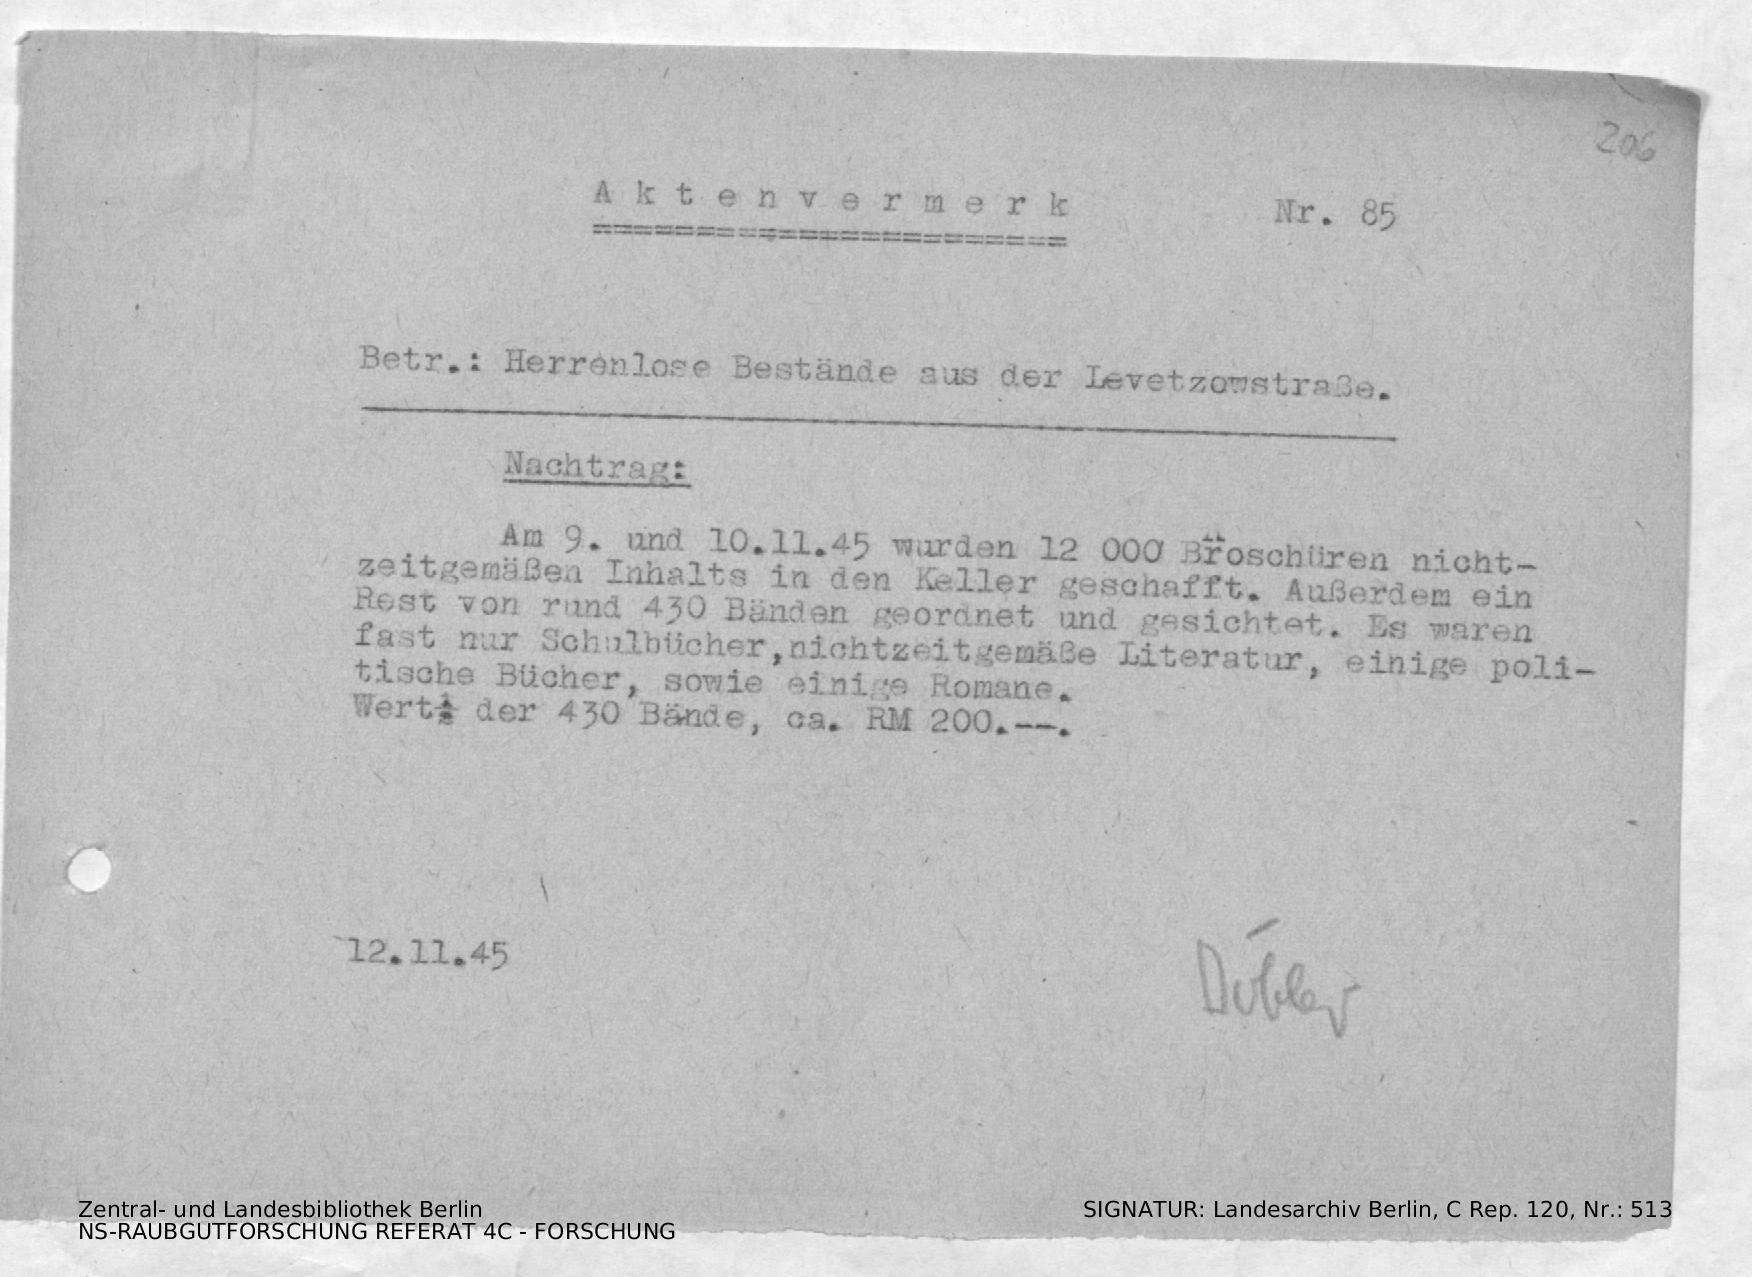 206
Aktenvermerk Nr. 85
======================
Betr.: Herrenlose Bestände aus der Levetzowstraße.
Nachtrag:
Am 9. und 10.11.45 wurden 12 000 Broschüren nicht-
zeitgemäßen Inhalts in den Keller geschafft. Außerdem ein
Rest von rund 430 Bänden geordnet und gesichtet. Es waren
fast nur Schulbücher,nichtzeitgemäße Literatur, einige poli-
tische Bücher, sowie einige Romane.
Wert der 430 Bände, ca. RM 200.--.
12.11.45
Zentral- und Landesbibliothek Berlin
NS-RAUBGUTFORSCHUNG REFERAT 4C - FORSCHUNG
SIGNATUR: Landesarchiv Berlin, C Rep. 120, Nr.: 513